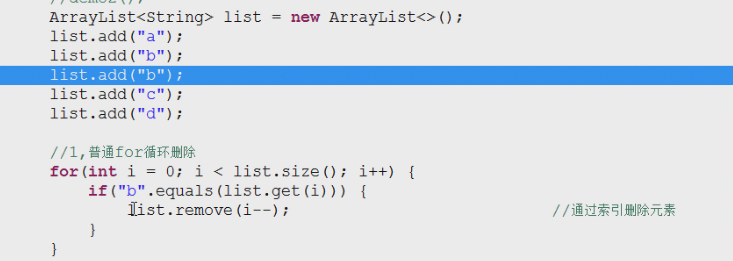 //demo2();
ArrayList<String> list = new ArrayList<>();
list.add("a");
list.add("b");
list.add("b");
list.add("c");
list.add("d");
//1,普通for循环删除
for(int i = 0; i < list.size(); i++) {
if("b".equals(list.get(i))) {
list.remove(i--); //通过索引删除元素
}
}